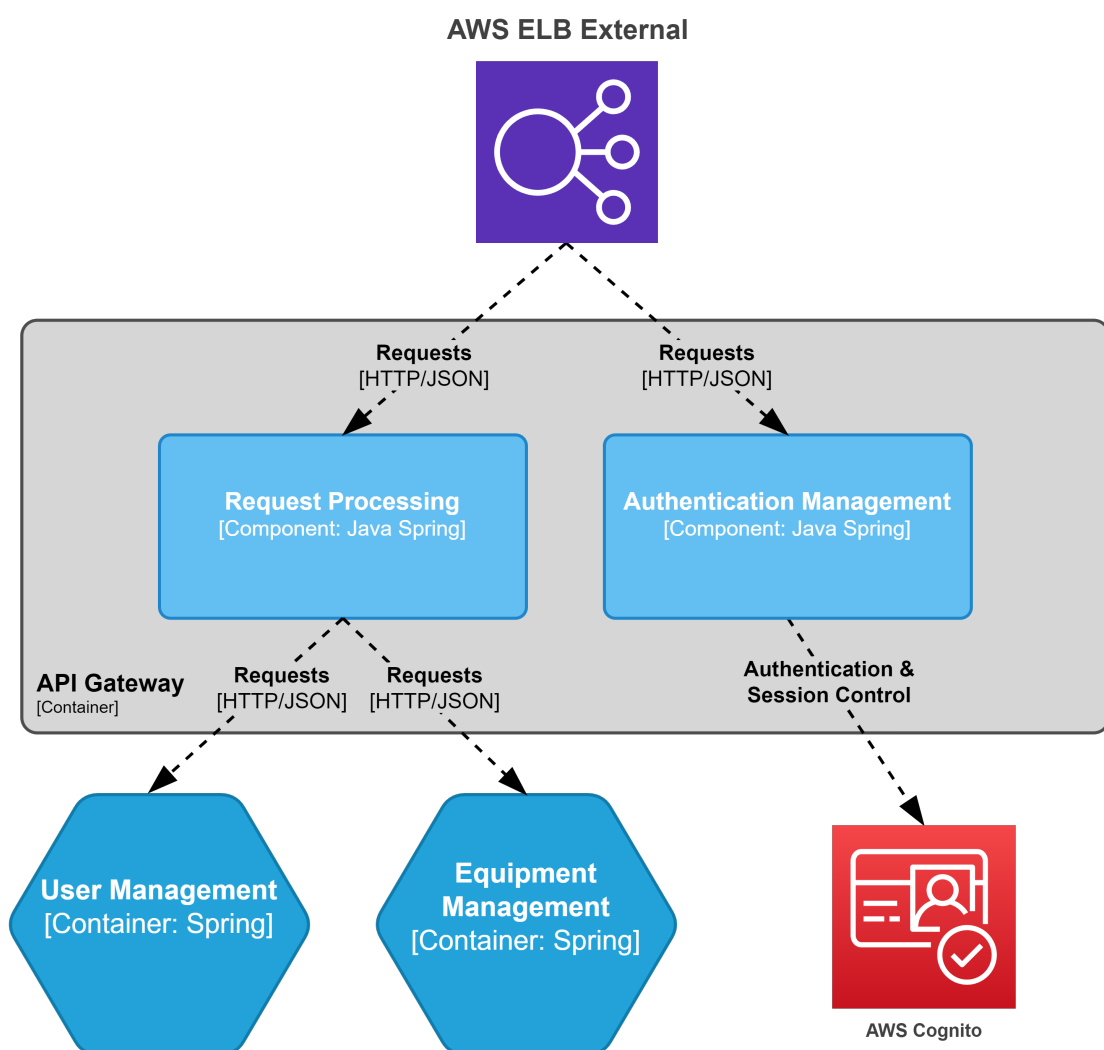 AWS ELB External
Requests
[HTTP/JSON]
Requests
[HTTP/JSON]
Request Processing
[Component: Java Spring]
Authentication Management
[Component: Java Spring]
API Gateway
[Container]
Requests
[HTTP/JSON]
Requests
[HTTP/JSON]
Authentication &
Session Control
User Management
[Container: Spring]
Equipment
Management
[Container: Spring]
AWS Cognito